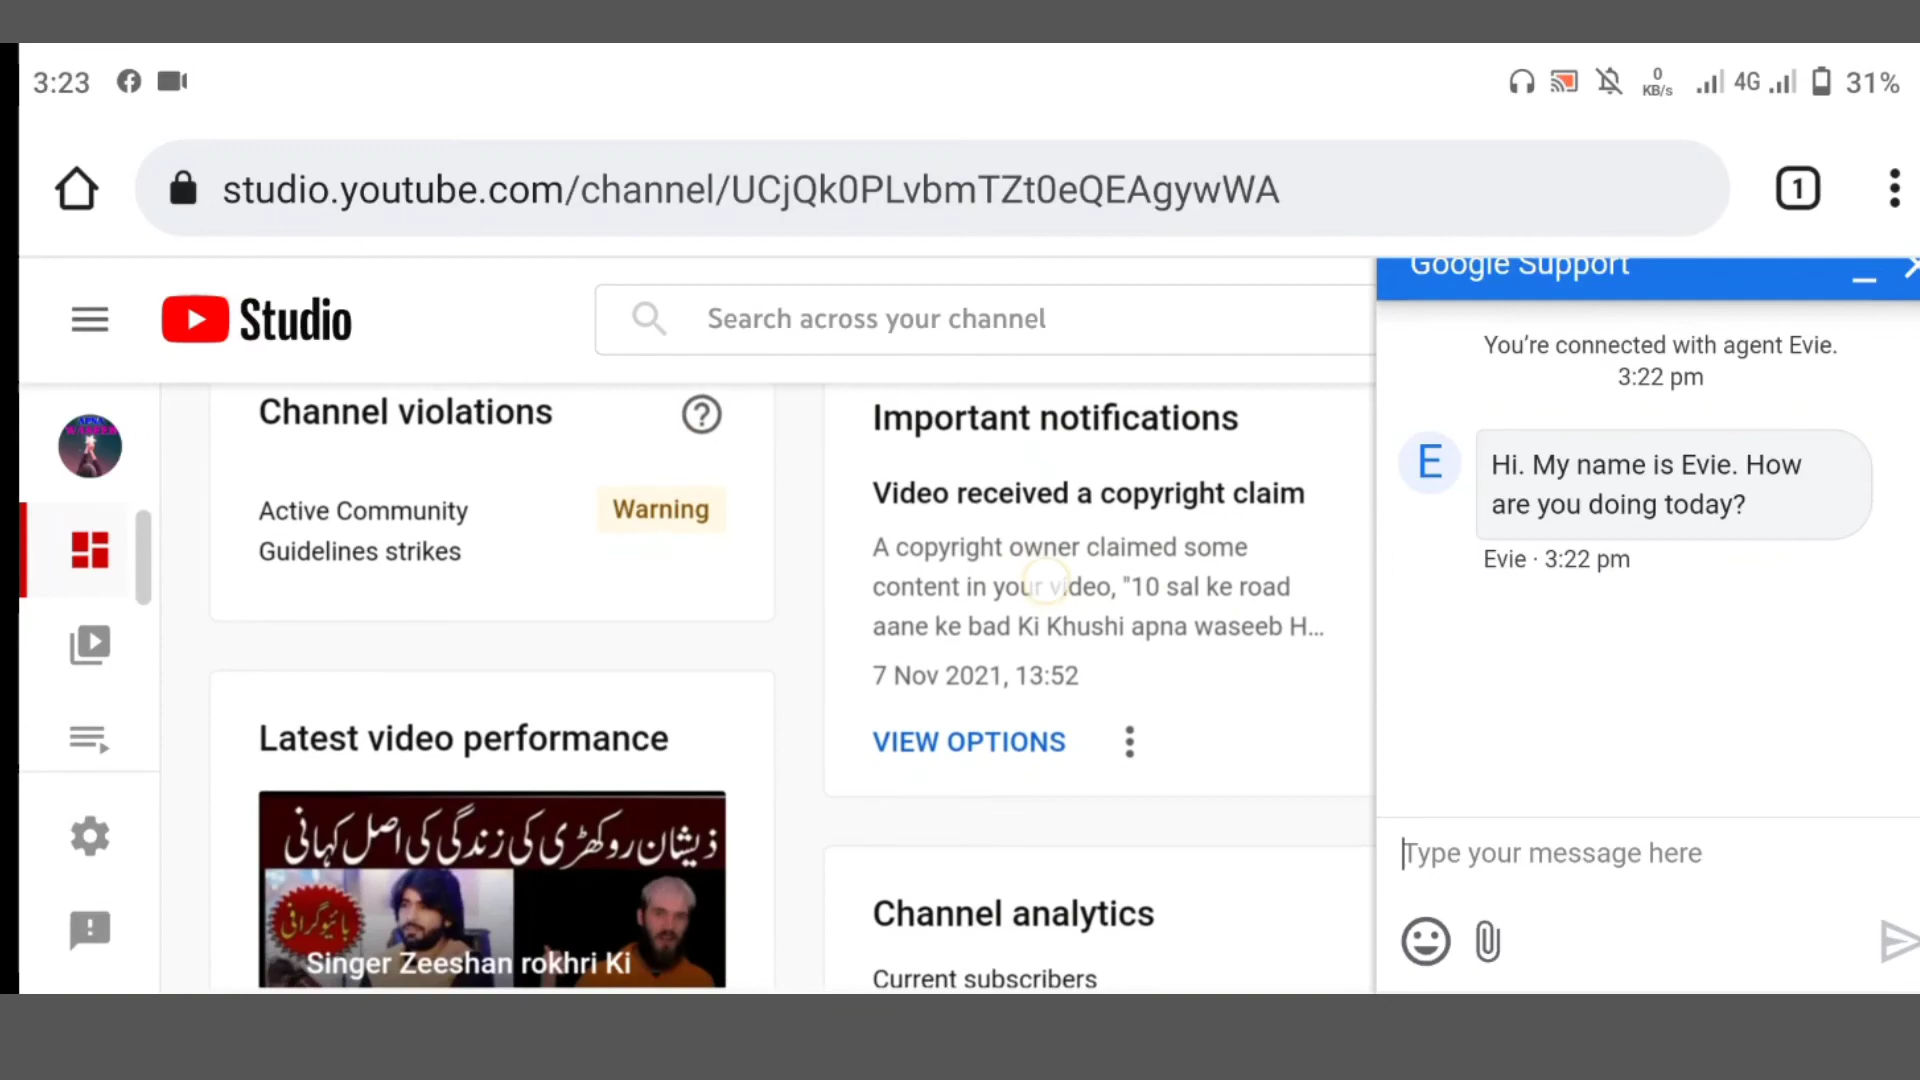 3:23
0
KB/s
4G
31%
studio.youtube.com/channel/UCjQk0PLvbmTZt0eQEAgywWA
1
Studio
Search across your channel
Channel violations
Active Community
Guidelines strikes
Warning
Latest video performance
ذیشان روکھڑی کی زندگی کی اصل کہانی
بائیوگرافی
Singer Zeeshan rokhri Ki
Important notifications
Video received a copyright claim
A copyright owner claimed some
content in your video, "10 sal ke road
aane ke bad Ki Khushi apna waseeb H...
7 Nov 2021, 13:52
VIEW OPTIONS
Channel analytics
Current subscribers
Google Support
You're connected with agent Evie.
3:22 pm
E
Hi. My name is Evie. How
are you doing today?
Evie · 3:22 pm
Type your message here